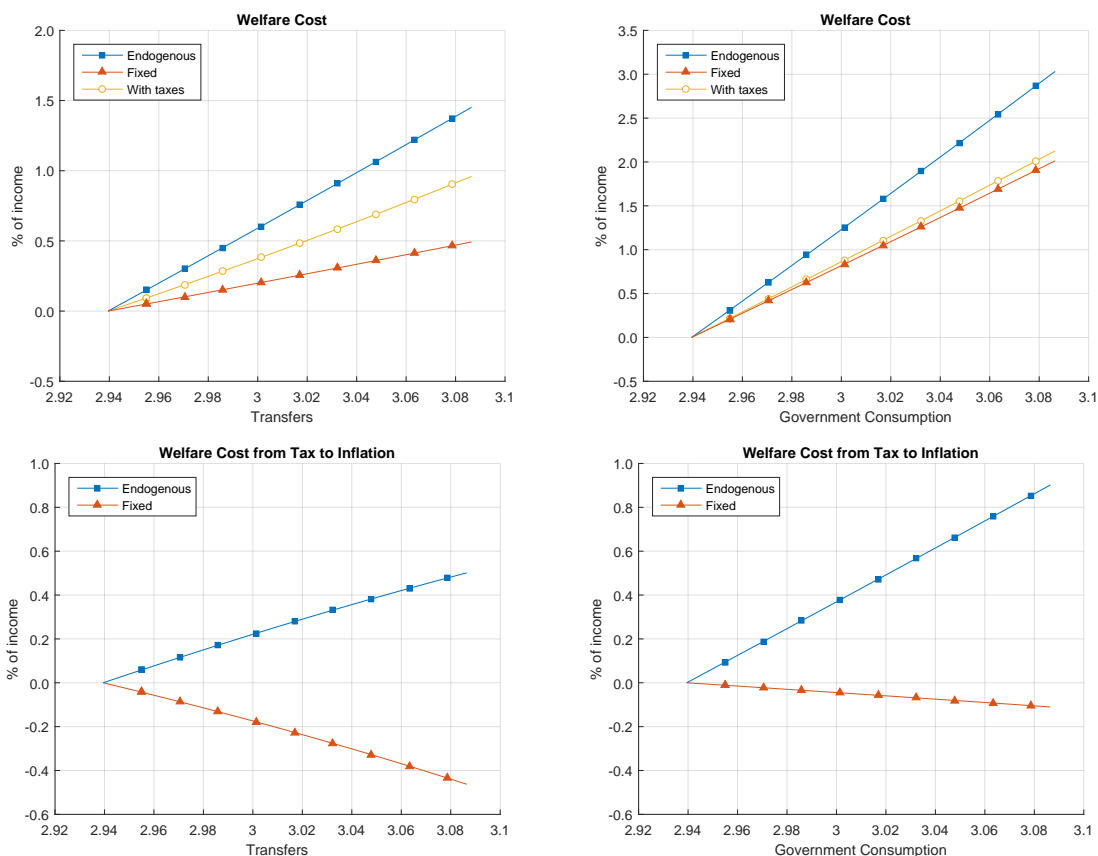 Welfare Cost
2.0
1.5
1.0
0.5
0.0
-0.5
% of income
Endogenous
Fixed
With taxes
2.92 2.94 2.96 2.98 3 3.02 3.04 3.06 3.08 3.1
Transfers
Welfare Cost
3.5
3.0
2.5
2.0
1.5
1.0
0.5
0.0
-0.5
% of income
Endogenous
Fixed
With taxes
2.92 2.94 2.96 2.98 3 3.02 3.04 3.06 3.08 3.1
Government Consumption
Welfare Cost from Tax to Inflation
1.0
0.8
0.6
0.4
0.2
0.0
-0.2
-0.4
-0.6
% of income
Endogenous
Fixed
2.92 2.94 2.96 2.98 3 3.02 3.04 3.06 3.08 3.1
Transfers
Welfare Cost from Tax to Inflation
1.0
0.8
0.6
0.4
0.2
0.0
-0.2
-0.4
-0.6
% of income
Endogenous
Fixed
2.92 2.94 2.96 2.98 3 3.02 3.04 3.06 3.08 3.1
Government Consumption